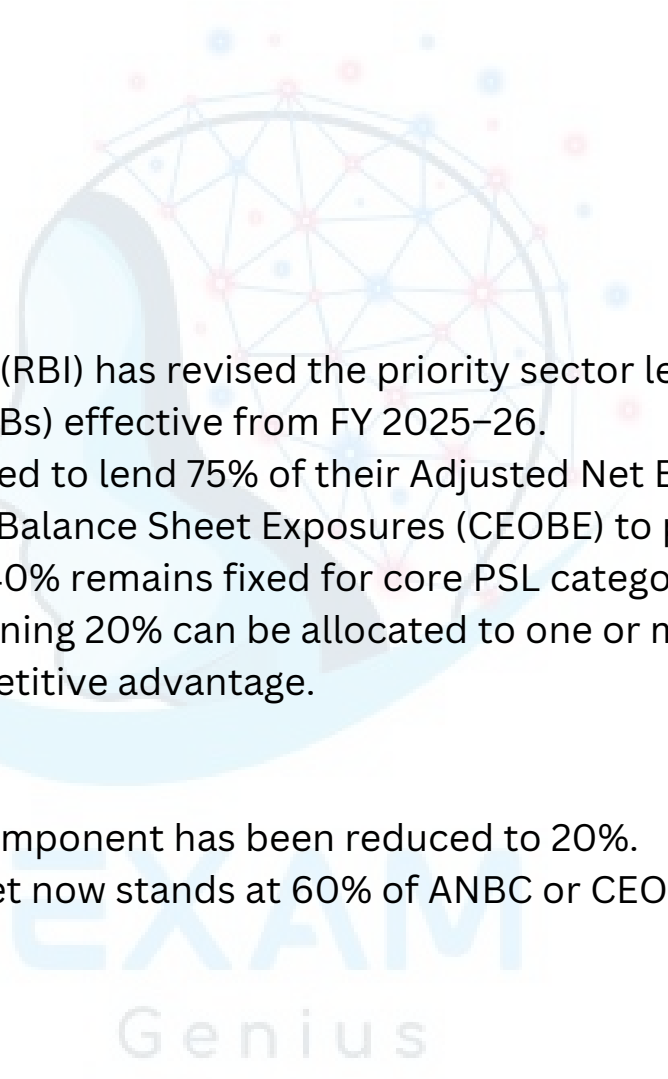 (RBI) has revised the priority sector le
Bs) effective from FY 2025–26.
ed to lend 75% of their Adjusted Net B
Balance Sheet Exposures (CEOBE) to p
40% remains fixed for core PSL catego
ning 20% can be allocated to one or m
etitive advantage.
mponent has been reduced to 20%.
et now stands at 60% of ANBC or CEO
EXAM
Genius